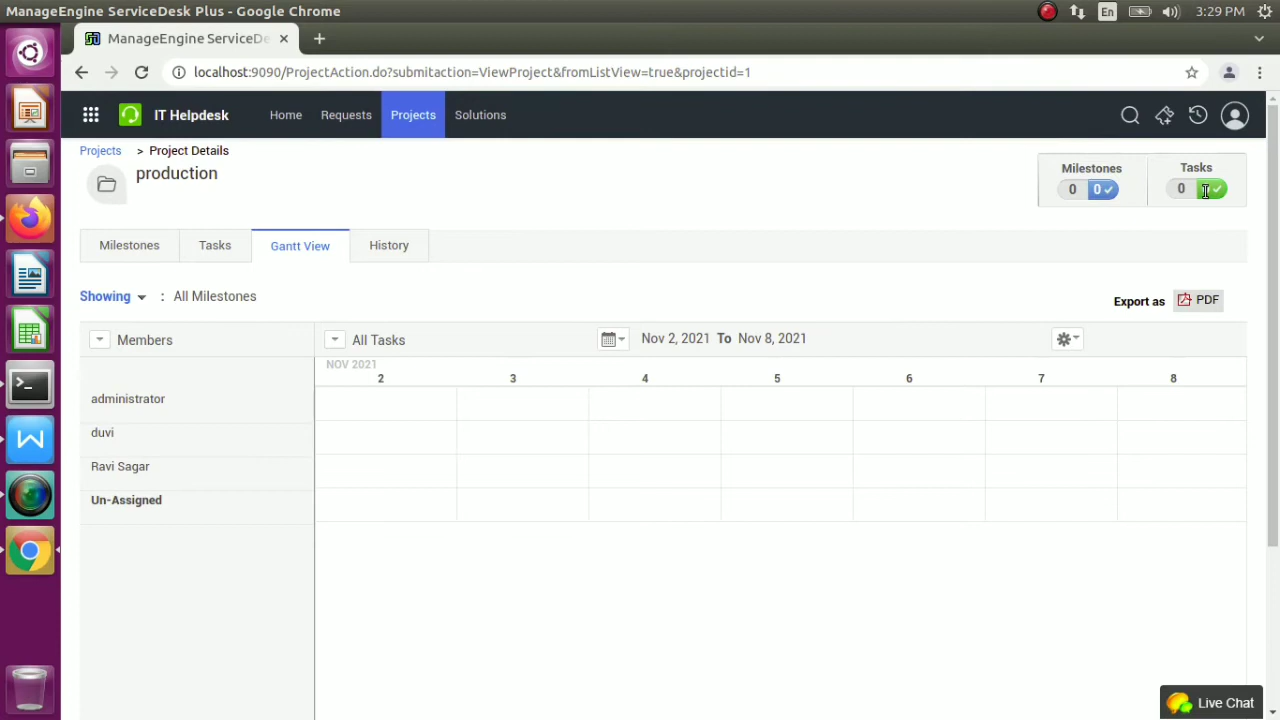 ManageEngine ServiceDesk Plus - Google Chrome
En
3:29 PM
ManageEngine ServiceDe
localhost:9090/ProjectAction.do?submitaction=ViewProject&fromListView=true&projectid=1
IT Helpdesk
Home
Requests
Projects
Solutions
Projects > Project Details
production
Milestones
0 0
Tasks
0
Milestones
Tasks
Gantt View
History
Showing : All Milestones
Export as PDF
Members
All Tasks
Nov 2, 2021 To Nov 8, 2021
NOV 2021
2 3 4 5 6 7 8
administrator
duvi
Ravi Sagar
Un-Assigned
Live Chat